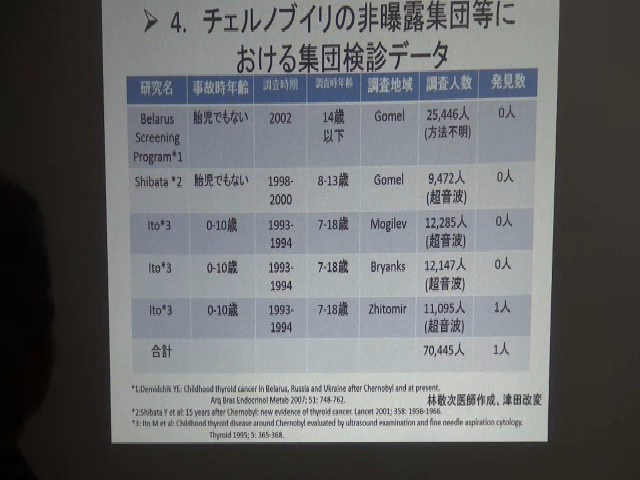 ➢ 4. チェルノブイリの非曝露集団等に
おける集団検診データ
研究名 事故時年齢 調査時期 調査時年齢 調査地域 調査人数 発見数
Belarus Screening Program*1 胎児でもない 2002 14歳以下 Gomel 25,446人 (方法不明) 0人
Shibata *2 胎児でもない 1998-2000 8-13歳 Gomel 9,472人 (超音波) 0人
Ito*3 0-10歳 1993-1994 7-18歳 Mogilev 12,285人 (超音波) 0人
Ito*3 0-10歳 1993-1994 7-18歳 Bryanks 12,147人 (超音波) 0人
Ito*3 0-10歳 1993-1994 7-18歳 Zhitomir 11,095人 (超音波) 1人
合計 70,445人 1人
*1:Demidchik YE: Childhood thyroid cancer in Belarus, Russia and Ukraine after Chernobyl and at present.
Arq Bras Endocrinol Metab 2007; 51: 748-762.
林敬次医師作成、津田改変
*2:Shibata Y et al: 15 years after Chernobyl: new evidence of thyroid cancer. Lancet 2001; 358: 1956-1966.
*3: Ito M et al: Childhood thyroid disease around Chernobyl evaluated by ultrasound examination and fine needle aspiration cytology.
Thyroid 1995; 5: 365-368.